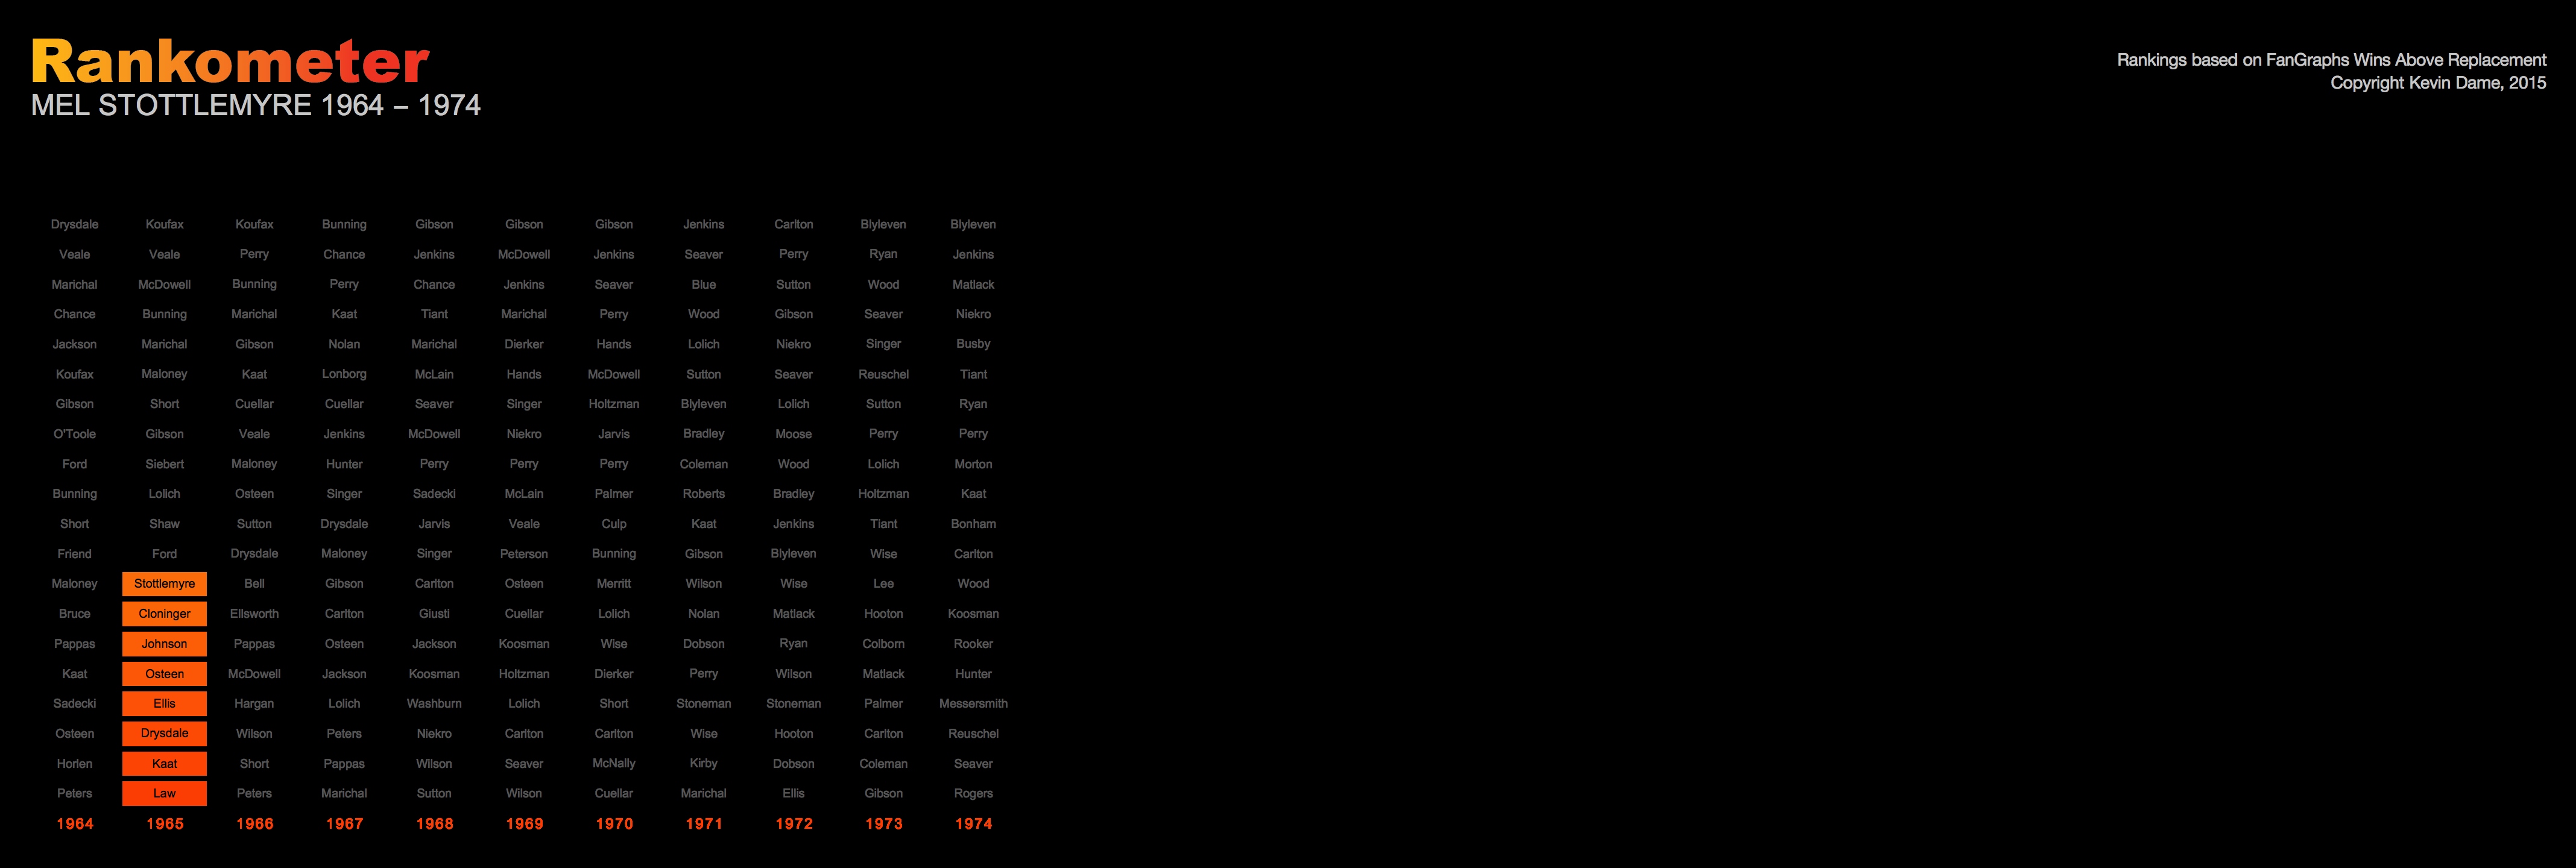 Rankometer
MEL STOTTLEMYRE 1964 – 1974
Rankings based on FanGraphs Wins Above Replacement
Copyright Kevin Dame, 2015
Drysdale Koufax Koufax Bunning Gibson Gibson Gibson Jenkins Carlton Blyleven Blyleven
Veale Veale Perry Chance Jenkins McDowell Jenkins Seaver Perry Ryan Jenkins
Marichal McDowell Bunning Perry Chance Jenkins Seaver Blue Sutton Wood Matlack
Chance Bunning Marichal Kaat Tiant Marichal Perry Wood Gibson Seaver Niekro
Jackson Marichal Gibson Nolan Marichal Dierker Hands Lolich Niekro Singer Busby
Koufax Maloney Kaat Lonborg McLain Hands McDowell Sutton Seaver Reuschel Tiant
Gibson Short Cuellar Cuellar Seaver Singer Holtzman Blyleven Lolich Sutton Ryan
O'Toole Gibson Veale Jenkins McDowell Niekro Jarvis Bradley Moose Perry Perry
Ford Siebert Maloney Hunter Perry Perry Perry Coleman Wood Lolich Morton
Bunning Lolich Osteen Singer Sadecki McLain Palmer Roberts Bradley Holtzman Kaat
Short Shaw Sutton Drysdale Jarvis Veale Culp Kaat Jenkins Tiant Bonham
Friend Ford Drysdale Maloney Singer Peterson Bunning Gibson Blyleven Wise Carlton
Maloney Stottlemyre Bell Gibson Carlton Osteen Merritt Wilson Wise Lee Wood
Bruce Cloninger Ellsworth Carlton Giusti Cuellar Lolich Nolan Matlack Hooton Koosman
Pappas Johnson Pappas Osteen Jackson Koosman Wise Dobson Ryan Colborn Rooker
Kaat Osteen McDowell Jackson Koosman Holtzman Dierker Perry Wilson Matlack Hunter
Sadecki Ellis Hargan Lolich Washburn Lolich Short Stoneman Stoneman Palmer Messersmith
Osteen Drysdale Wilson Peters Niekro Carlton Carlton Wise Hooton Carlton Reuschel
Horlen Kaat Short Pappas Wilson Seaver McNally Kirby Dobson Coleman Seaver
Peters Law Peters Marichal Sutton Wilson Cuellar Marichal Ellis Gibson Rogers
1964 1965 1966 1967 1968 1969 1970 1971 1972 1973 1974